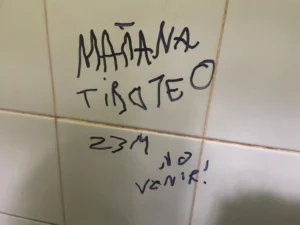 MAÑANA
TIROTEO
23M
NO
VENIR!